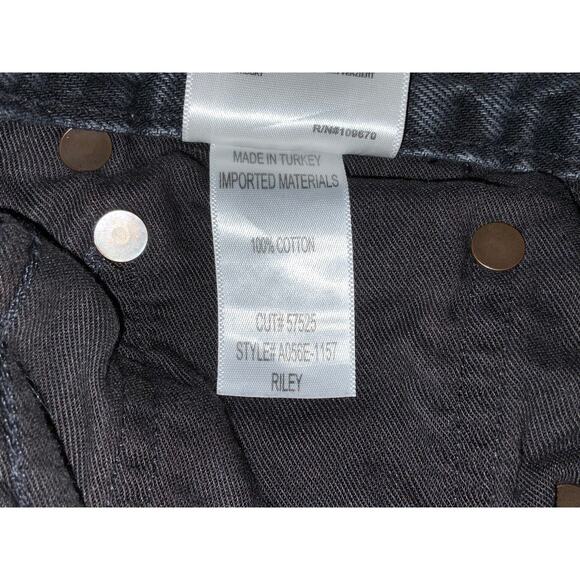 R/N#109670
MADE IN TURKEY
IMPORTED MATERIALS
100% COTTON
CUT# 57525
STYLE# A056E-1157
RILEY